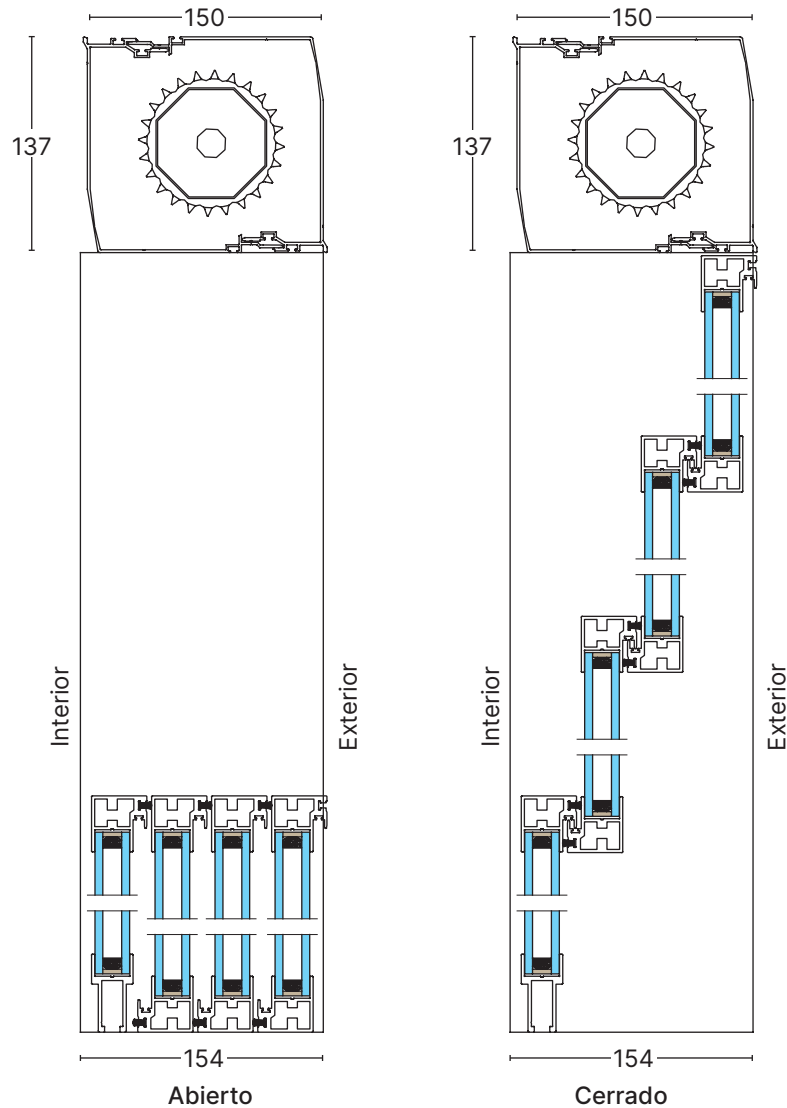 150
150
137
137
Interior
Exterior
Interior
Exterior
154
154
Abierto
Cerrado